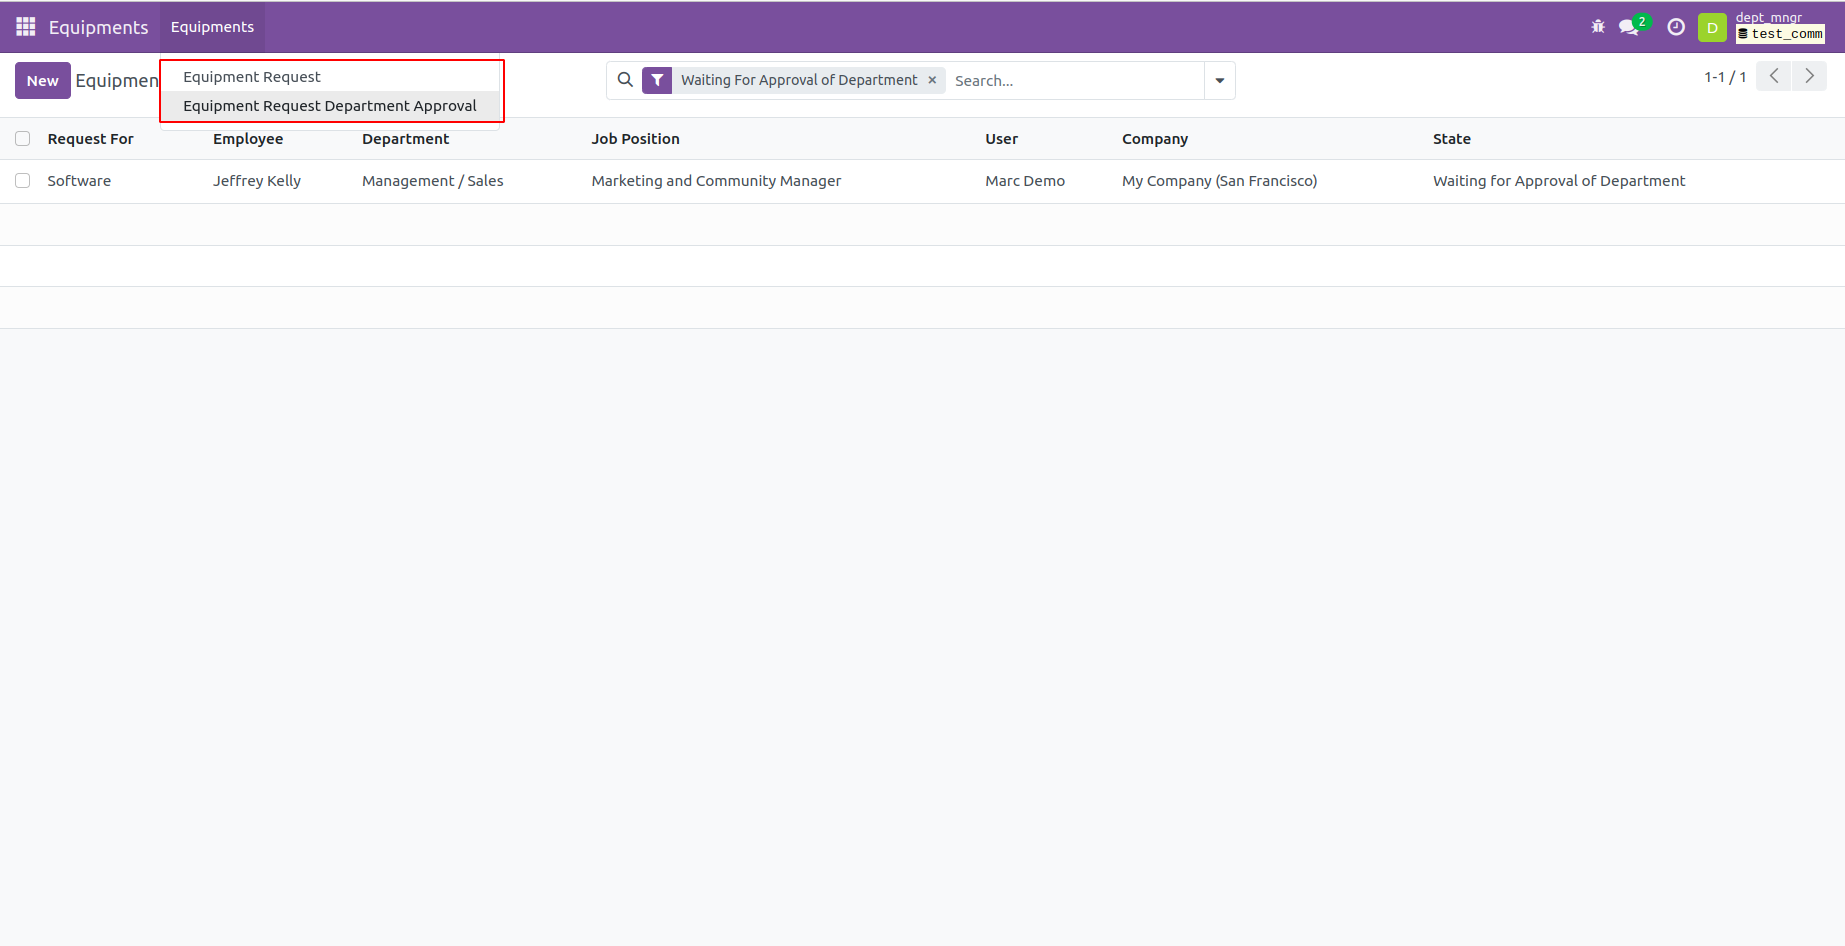 Equipments Equipments 2 D dept_mngr
test_comm
New Equipmen Waiting For Approval of Department × Search... 1-1 / 1
Equipment Request
Equipment Request Department Approval
Request For Employee Department Job Position User Company State
Software Jeffrey Kelly Management / Sales Marketing and Community Manager Marc Demo My Company (San Francisco) Waiting for Approval of Department